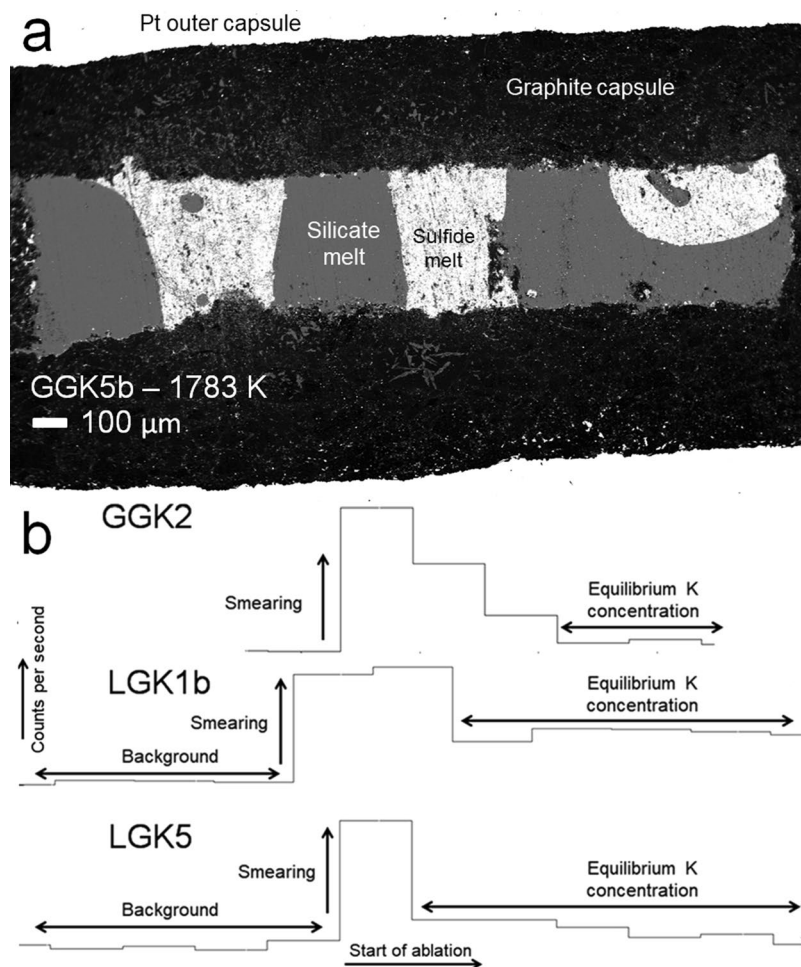 a
Pt outer capsule
Graphite capsule
Silicate
melt
Sulfide
melt
GGK5b – 1783 K
100 µm
b
GGK2
Smearing
Equilibrium K
concentration
Counts per second
LGK1b
Smearing
Equilibrium K
concentration
Background
LGK5
Smearing
Equilibrium K
concentration
Background
Start of ablation